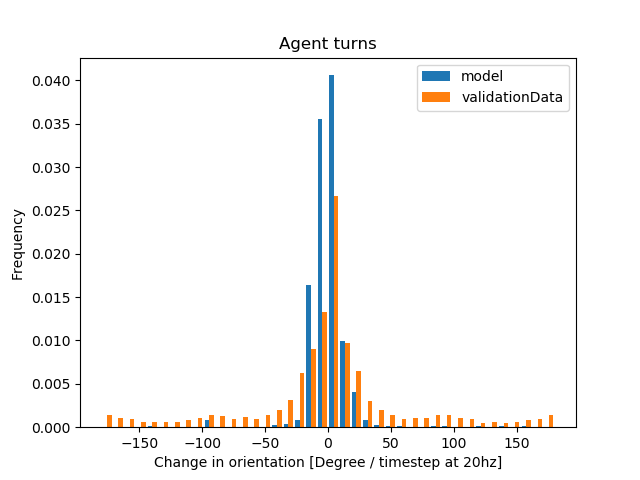 Agent turns
model
validationData
0.040
0.035
0.030
0.025
0.020
0.015
0.010
0.005
0.000
Frequency
−150 −100 −50 0 50 100 150
Change in orientation [Degree / timestep at 20hz]